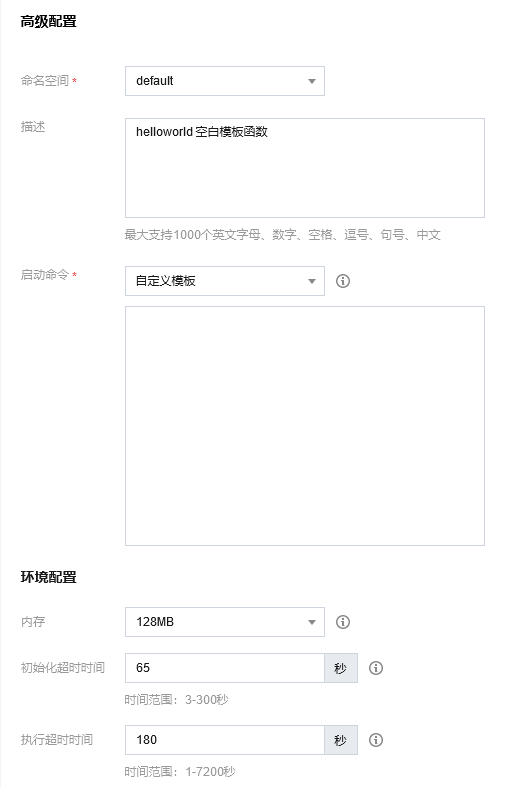 高级配置
命名空间 *
default
描述
helloworld 空白模板函数
最大支持1000个英文字母、数字、空格、逗号、句号、中文
启动命令 *
自定义模板
环境配置
内存
128MB
初始化超时时间
65
秒
时间范围：3-300秒
执行超时时间
180
秒
时间范围：1-7200秒